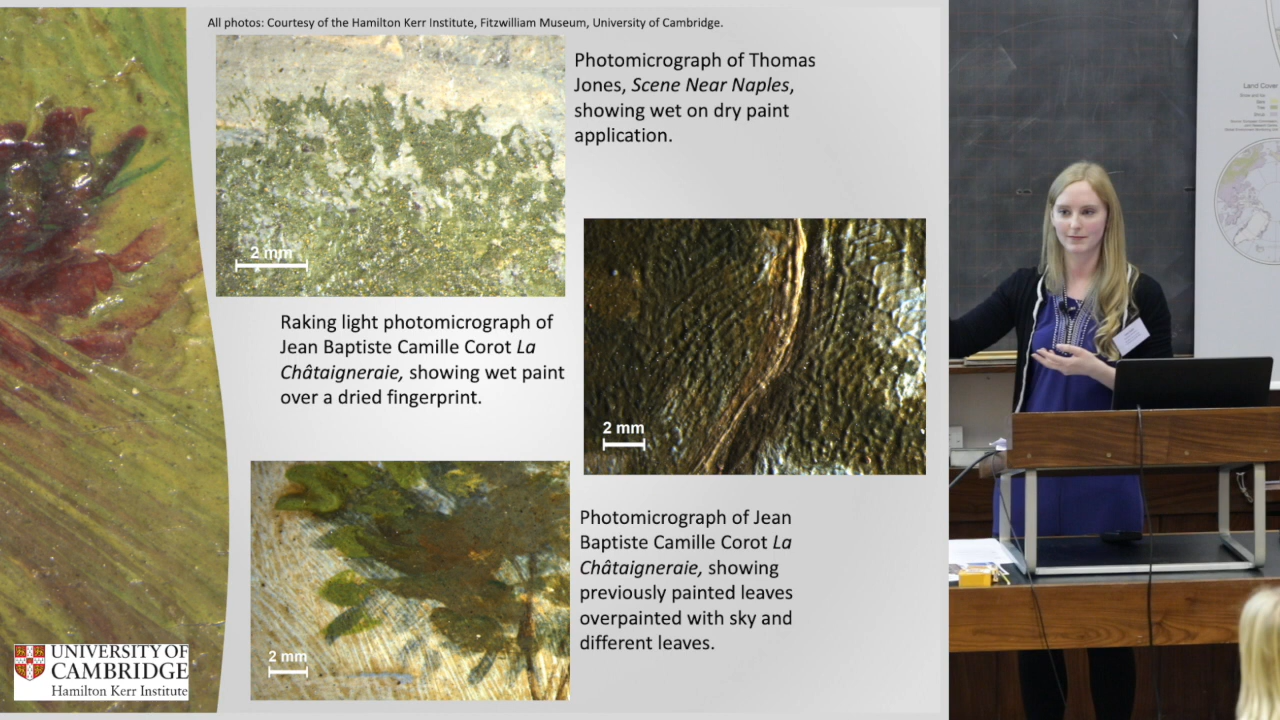 All photos: Courtesy of the Hamilton Kerr Institute, Fitzwilliam Museum, University of Cambridge.
Photomicrograph of Thomas
Jones, Scene Near Naples,
showing wet on dry paint
application.
2 mm
Raking light photomicrograph of
Jean Baptiste Camille Corot La
Châtaigneraie, showing wet paint
over a dried fingerprint.
2 mm
Photomicrograph of Jean
Baptiste Camille Corot La
Châtaigneraie, showing
previously painted leaves
overpainted with sky and
different leaves.
2 mm
UNIVERSITY OF
CAMBRIDGE
Hamilton Kerr Institute
Land Cover